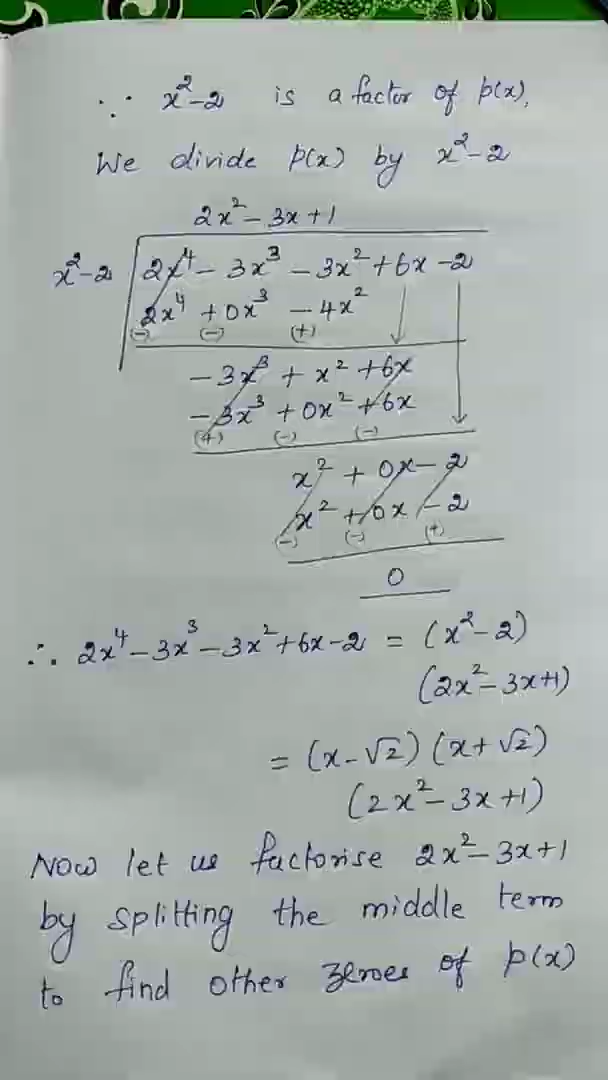 ∵ x²-2 is a factor of p(x),
We divide p(x) by x²-2
2x² - 3x + 1
x²-2 | 2x⁴ - 3x³ - 3x² + 6x - 2
2x⁴ + 0x³ - 4x²
(-) (-) (+)
- 3x³ + x² + 6x
- 3x³ + 0x² + 6x
(+) (-) (-)
x² + 0x - 2
x² + 0x - 2
(-) (-) (+)
0
∴ 2x⁴ - 3x³ - 3x² + 6x - 2 = (x² - 2)
(2x² - 3x + 1)
= (x - √2) (x + √2)
(2x² - 3x + 1)
Now let us factorise 2x² - 3x + 1
by splitting the middle term
to find other zeroes of p(x)